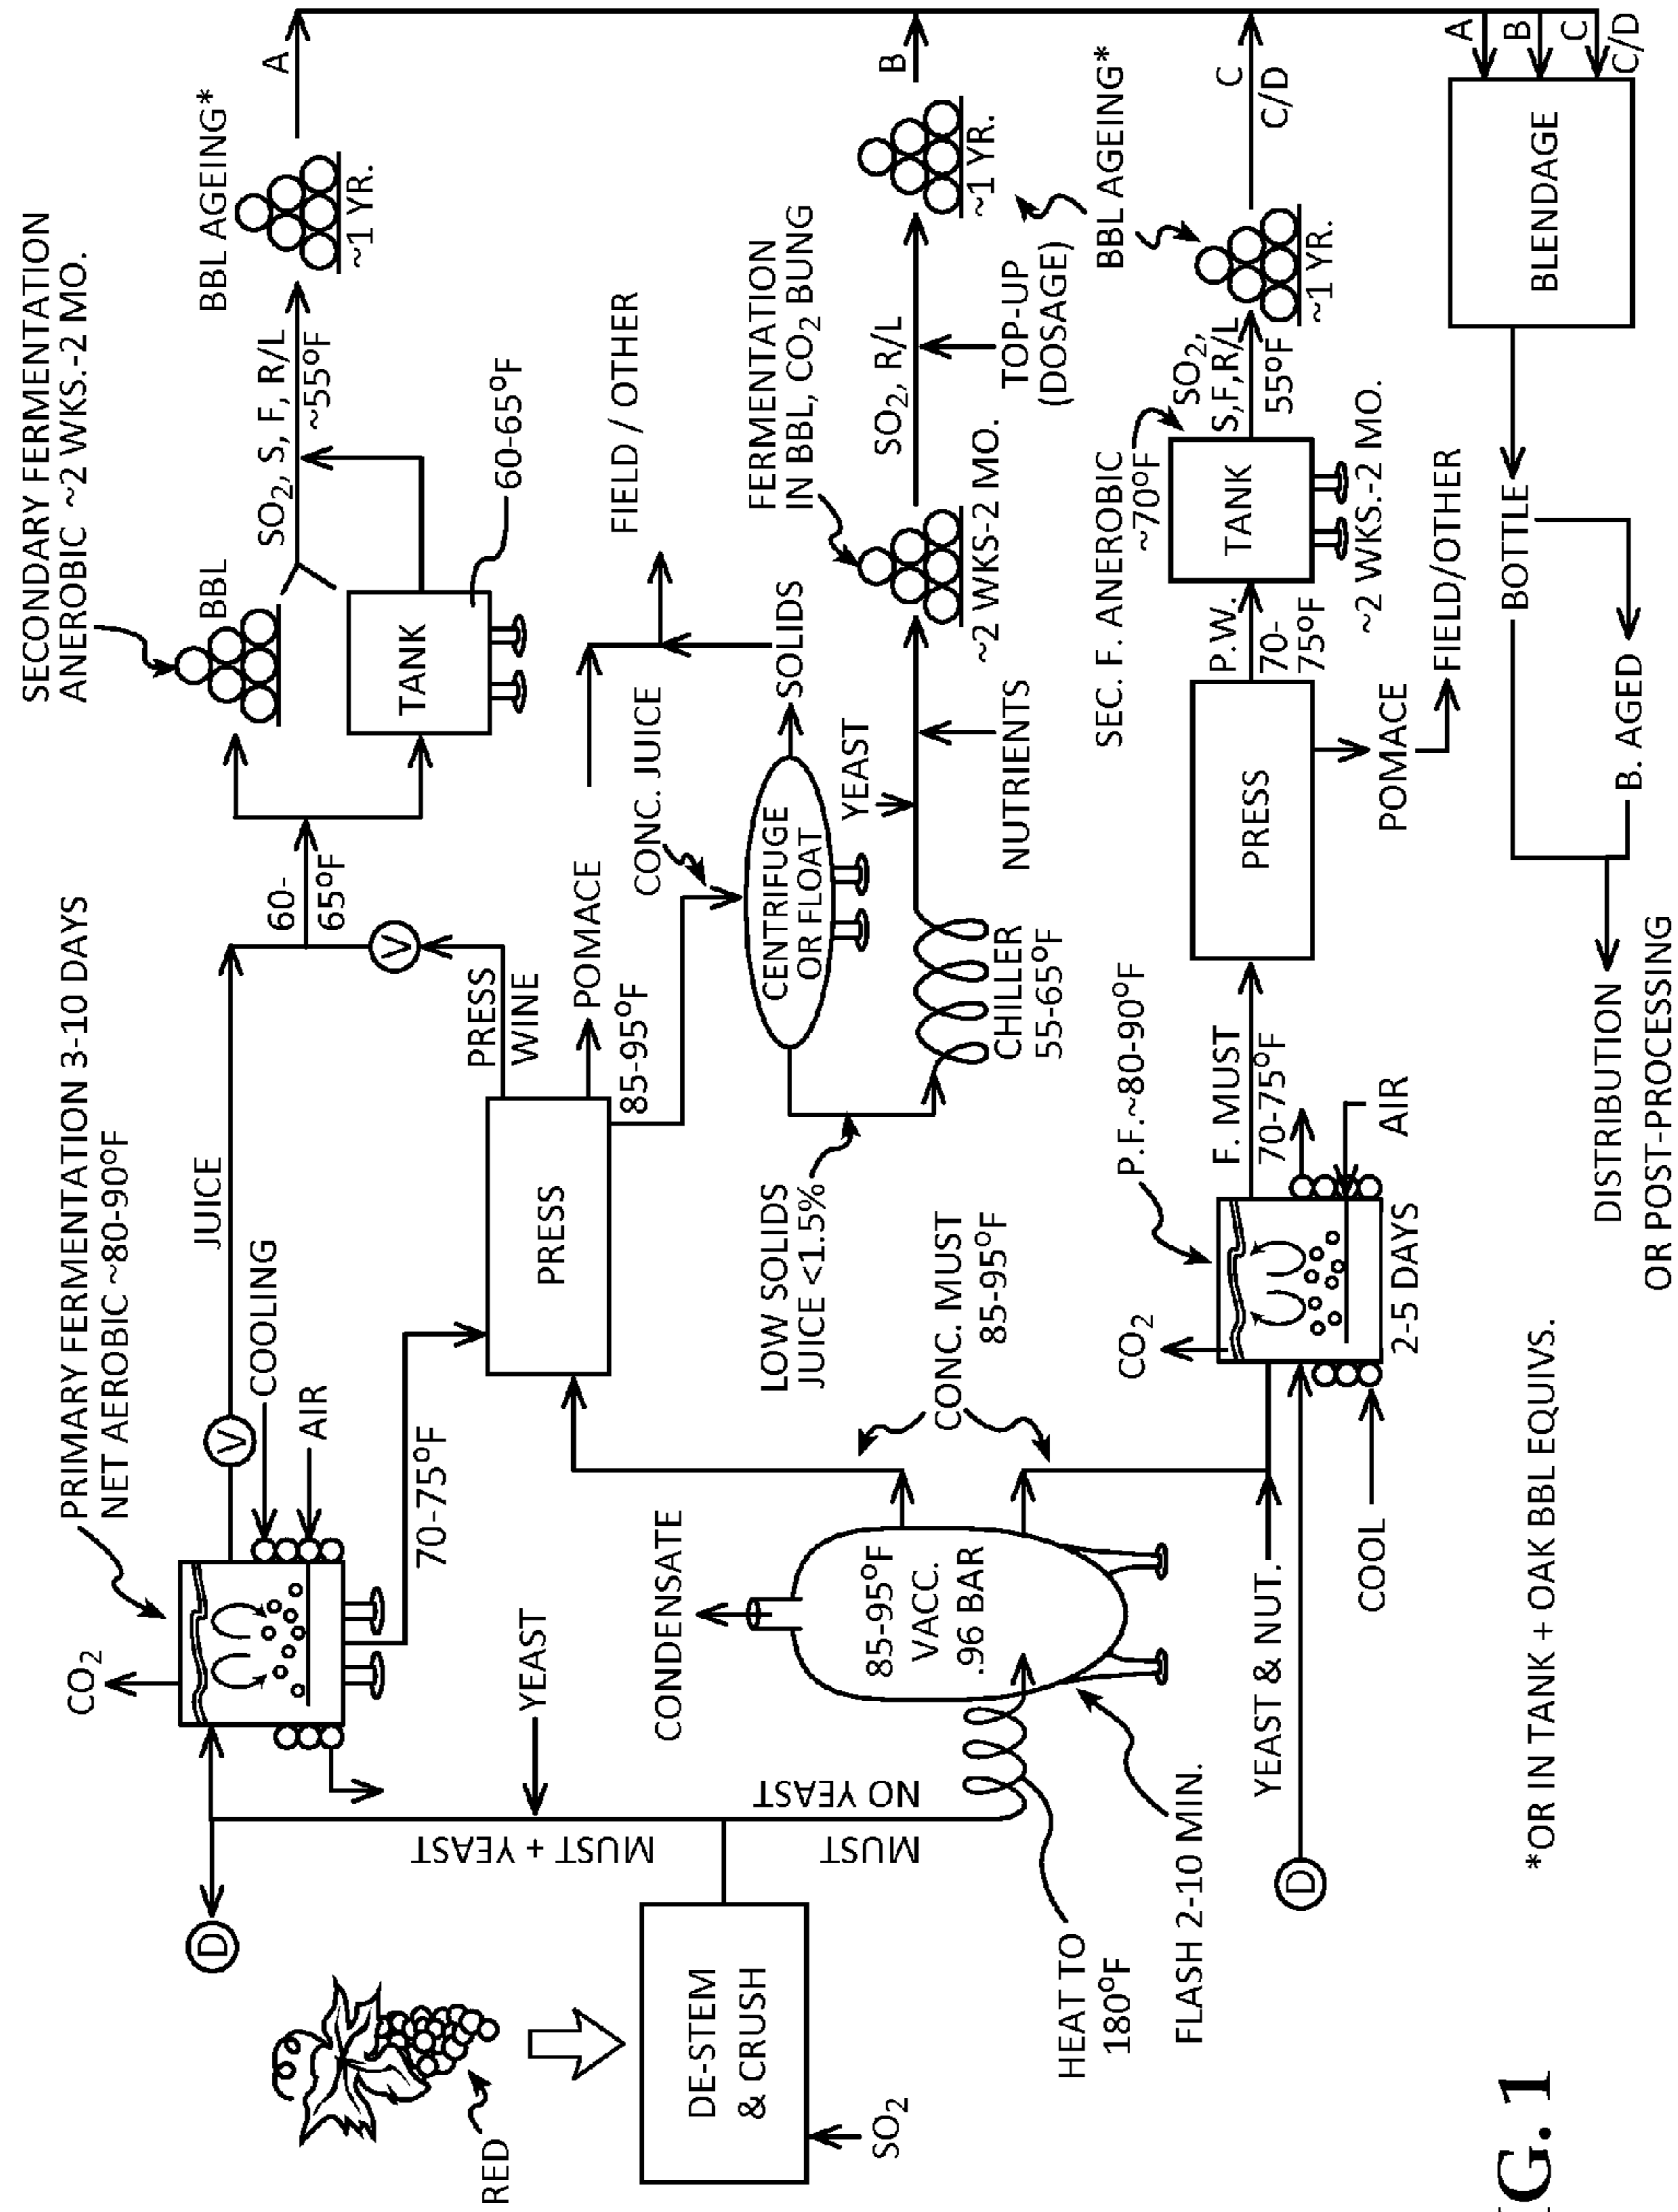 RED
SO2
DE-STEM
& CRUSH
D
MUST + YEAST
MUST
NO YEAST
YEAST
CO2
PRIMARY FERMENTATION 3-10 DAYS
NET AEROBIC ~80-90°F
COOLING
AIR
V
JUICE
70-75°F
PRESS
PRESS
WINE
V
60-
65°F
SECONDARY FERMENTATION
ANEROBIC ~2 WKS.-2 MO.
BBL
TANK
60-65°F
SO2, S, F, R/L
~55°F
BBL AGEING*
~1 YR.
A
POMACE
85-95°F
CONC. JUICE
CENTRIFUGE
OR FLOAT
SOLIDS
FIELD / OTHER
LOW SOLIDS
JUICE <1.5%
CHILLER
55-65°F
YEAST
NUTRIENTS
FERMENTATION
IN BBL, CO2 BUNG
~2 WKS-2 MO.
SO2, R/L
TOP-UP
(DOSAGE)
~1 YR.
B
BBL AGEING*
HEAT TO
180°F
FLASH 2-10 MIN.
CONDENSATE
85-95°F
VACC.
.96 BAR
CONC. MUST
85-95°F
YEAST & NUT.
D
COOL
CO2
P.F.~80-90°F
2-5 DAYS
AIR
F. MUST
70-75°F
PRESS
POMACE
FIELD/OTHER
P.W.
70-
75°F
SEC. F. ANEROBIC
~70°F
TANK
~2 WKS.-2 MO.
SO2,
S,F,R/L
55°F
~1 YR.
C
C/D
A
B
C
C/D
BLENDAGE
BOTTLE
B. AGED
DISTRIBUTION
OR POST-PROCESSING
*OR IN TANK + OAK BBL EQUIVS.
G. 1